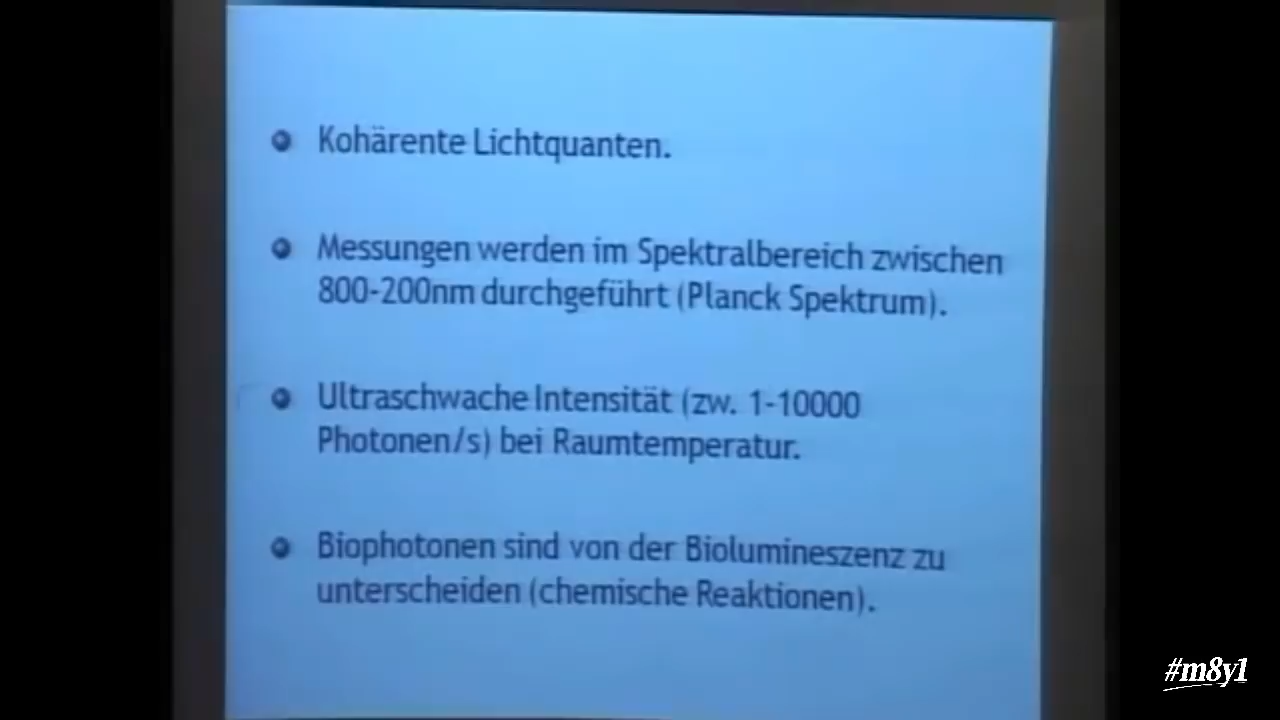 Kohärente Lichtquanten.
Messungen werden im Spektralbereich zwischen
800-200nm durchgeführt (Planck Spektrum).
Ultraschwache Intensität (zw. 1-10000
Photonen/s) bei Raumtemperatur.
Biophotonen sind von der Biolumineszenz zu
unterscheiden (chemische Reaktionen).
#m8y1